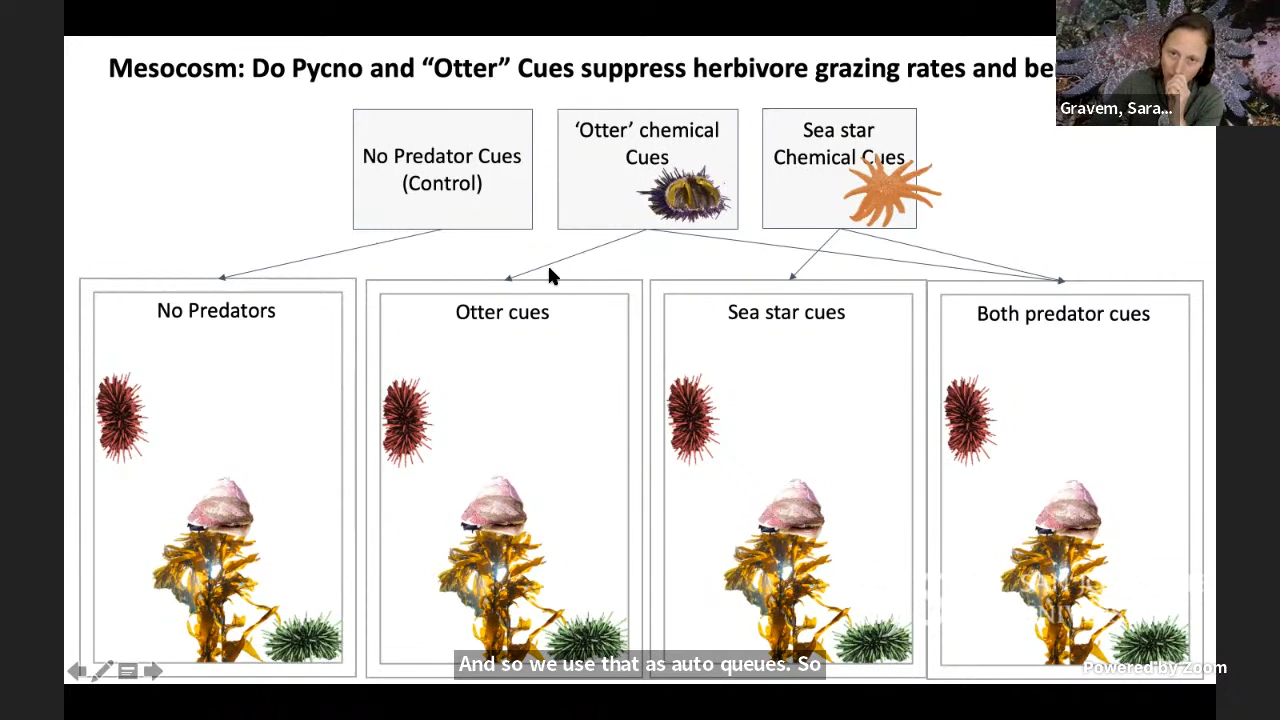 Mesocosm: Do Pycno and “Otter” Cues suppress herbivore grazing rates and be
Gravem, Sara...
No Predator Cues
(Control)
‘Otter’ chemical
Cues
Sea star
Chemical Cues
No Predators
Otter cues
Sea star cues
Both predator cues
And so we use that as auto queues. So
Powered by Zoom